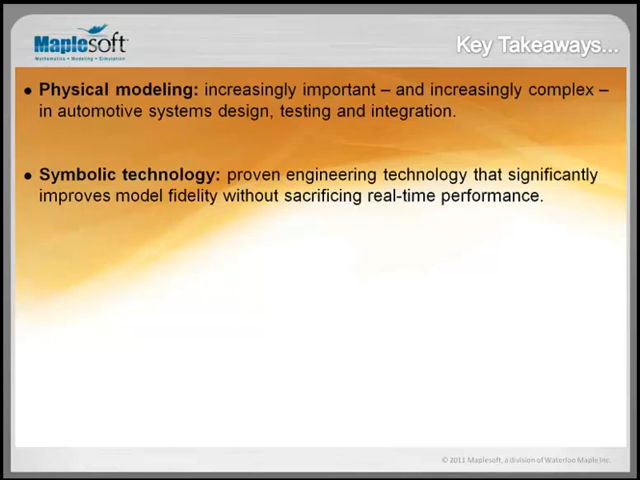 Maplesoft
Mathematics • Modeling • Simulation
Key Takeaways...
• Physical modeling: increasingly important – and increasingly complex –
in automotive systems design, testing and integration.
• Symbolic technology: proven engineering technology that significantly
improves model fidelity without sacrificing real-time performance.
© 2011 Maplesoft, a division of Waterloo Maple Inc.